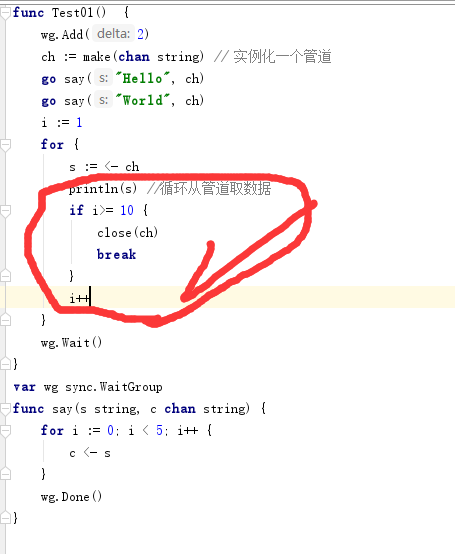 func Test01() {
    wg.Add( delta: 2)
    ch := make(chan string) // 实例化一个管道
    go say( s: "Hello", ch)
    go say( s: "World", ch)
    i := 1
    for {
        s := <- ch
        println(s) //循环从管道取数据
        if i>= 10 {
            close(ch)
            break
        }
        i++
    }
    wg.Wait()
}
var wg sync.WaitGroup
func say(s string, c chan string) {
    for i := 0; i < 5; i++ {
        c <- s
    }
    wg.Done()
}